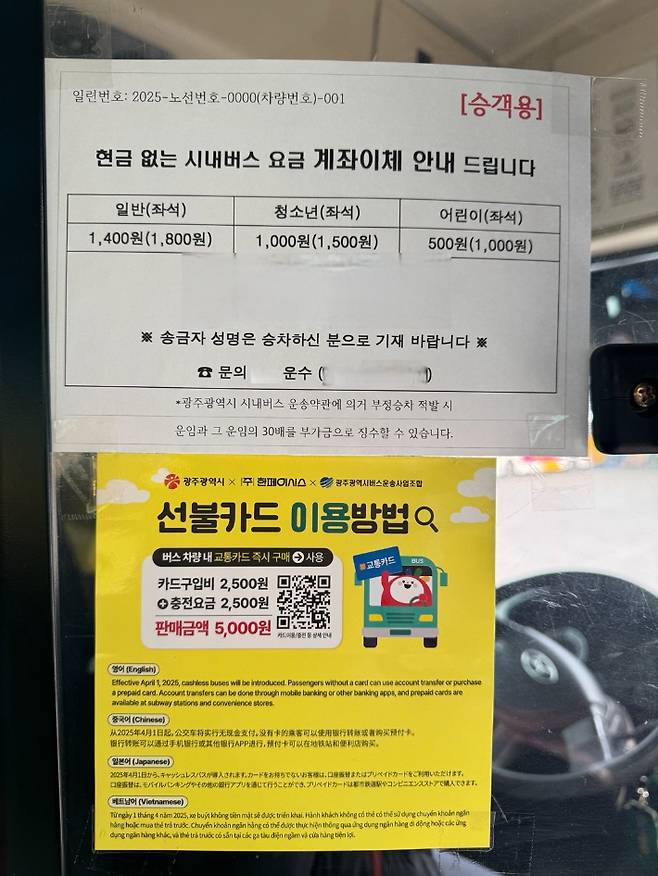 일련번호: 2025-노선번호-0000(차량번호)-001
[승객용]
현금 없는 시내버스 요금 계좌이체 안내 드립니다
일반(좌석) 청소년(좌석) 어린이(좌석)
1,400원(1,800원) 1,000원(1,500원) 500원(1,000원)
※ 송금자 성명은 승차하신 분으로 기재 바랍니다 ※
☎ 문의 운수 ( )
*광주광역시 시내버스 운송약관에 의거 부정승차 적발 시
운임과 그 운임의 30배를 부가금으로 징수할 수 있습니다.
광주광역시 × ㈜한페이시스 × 광주광역시버스운송사업조합
선불카드 이용방법
버스 차량 내 교통카드 즉시 구매 → 사용
카드구입비 2,500원
+ 충전요금 2,500원
판매금액 5,000원
카드이용/충전 등 상세 안내
교통카드
BUS
영어 (English)
Effective April 1, 2025, cashless buses will be introduced. Passengers without a card can use account transfer or purchase
a prepaid card. Account transfers can be done through mobile banking or other banking apps, and prepaid cards are
available at subway stations and convenience stores.
중국어 (Chinese)
从2025年4月1日起, 公交车将实行无现金支付。没有卡的乘客可以使用银行转账或者购买预付卡。
银行转账可以通过手机银行或其他银行APP进行, 预付卡可以在地铁站和便利店购买。
일본어 (Japanese)
2025年4月1日から、キャッシュレスバスが導入されます。カードをお持ちでないお客様は、口座振替またはプリペイドカードをご利用いただけます。
口座振替は、モバイルバンキングやその他の銀行アプリを通じて行うことができ、プリペイドカードは都市鉄道駅やコンビニエンスストアで購入できます。
베트남어 (Vietnamese)
Từ ngày 1 tháng 4 năm 2025, xe buýt không tiền mặt sẽ được triển khai. Hành khách không có thẻ có thể sử dụng chuyển khoản ngân
hàng hoặc mua thẻ trả trước. Chuyển khoản ngân hàng có thể được thực hiện thông qua ứng dụng ngân hàng di động hoặc các ứng
dụng ngân hàng khác, và thẻ trả trước có sẵn tại các ga tàu điện ngầm và cửa hàng tiện lợi.